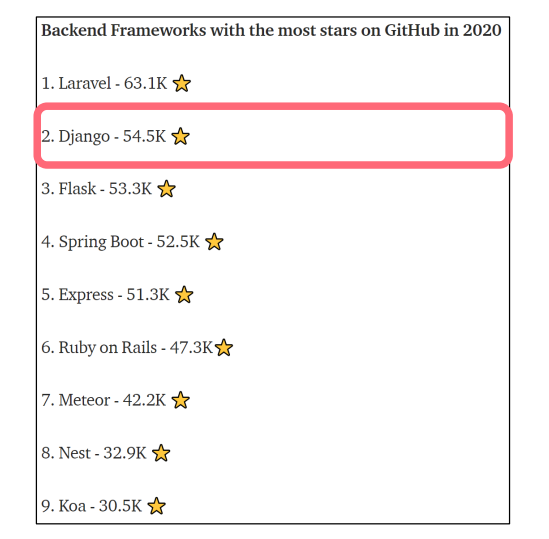 Backend Frameworks with the most stars on GitHub in 2020
1. Laravel - 63.1K ⭐
2. Django - 54.5K ⭐
3. Flask - 53.3K ⭐
4. Spring Boot - 52.5K ⭐
5. Express - 51.3K ⭐
6. Ruby on Rails - 47.3K⭐
7. Meteor - 42.2K ⭐
8. Nest - 32.9K ⭐
9. Koa - 30.5K ⭐